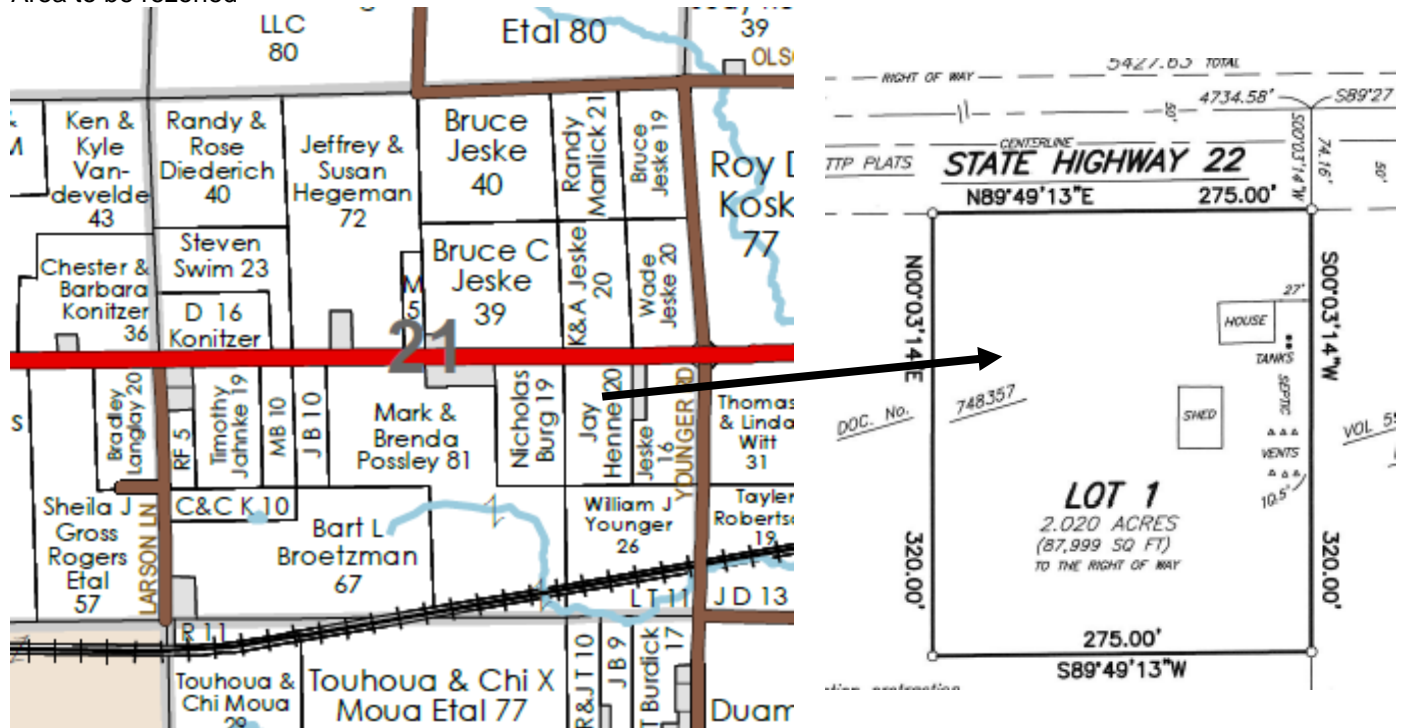 Area to be rezoned
LLC
80
Etal 80
39
Ken &
Kyle
Van-
develde
43
Randy &
Rose
Diederich
40
Jeffrey &
Susan
Hegeman
72
Bruce
Jeske
40
Randy
Manlick 21
Bruce
Jeske 19
Roy D
Kosk
77
Chester &
Barbara
Konitzer
36
Steven
Swim 23
D 16
Konitzer
M
5
Bruce C
Jeske
39
K&A Jeske
20
Wade
Jeske 20
21
S
Bradley
Langlay 20
RF 5
Timothy
Jahnke 19
MB 10
J B 10
Mark &
Brenda
Possley 81
Nicholas
Burg 19
Jay
Henne 20
Jeske
16
YOUNGER RD
Thomas
& Linda
Witt
31
Sheila J
Gross
Rogers
Etal
57
LARSON LN
C&C K 10
Bart L
Broetzman
67
William J
Younger
26
Tayler
Roberts
19
L T 11
J D 13
R 11
Touhoua &
Chi Moua
28
Touhoua & Chi X
Moua Etal 77
R&J T 10
J B 9
T Burdick
17
Duam
5427.63 TOTAL
RIGHT OF WAY
4734.58'
S89°27
50'
CENTERLINE
TTP PLATS
STATE HIGHWAY 22
S00°03'14"W
74.16'
50'
N89°49'13"E 275.00'
N00°03'14"E
320.00'
S00°03'14"W
320.00'
27'
HOUSE
TANKS
SEPTIC
SHED
VENTS
10.5'
DOC. No. 748357
VOL 55
LOT 1
2.020 ACRES
(87,999 SQ FT)
TO THE RIGHT OF WAY
275.00'
S89°49'13"W